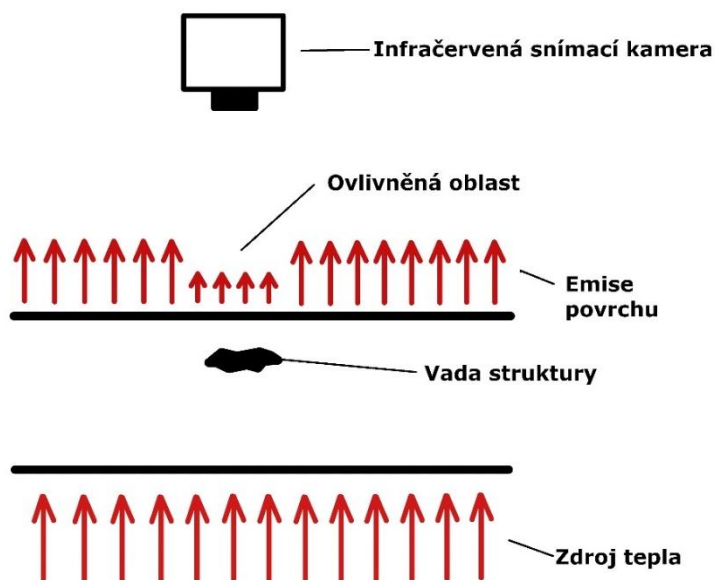 Infračervená snímací kamera
Ovlivněná oblast
Emise
povrchu
Vada struktury
Zdroj tepla